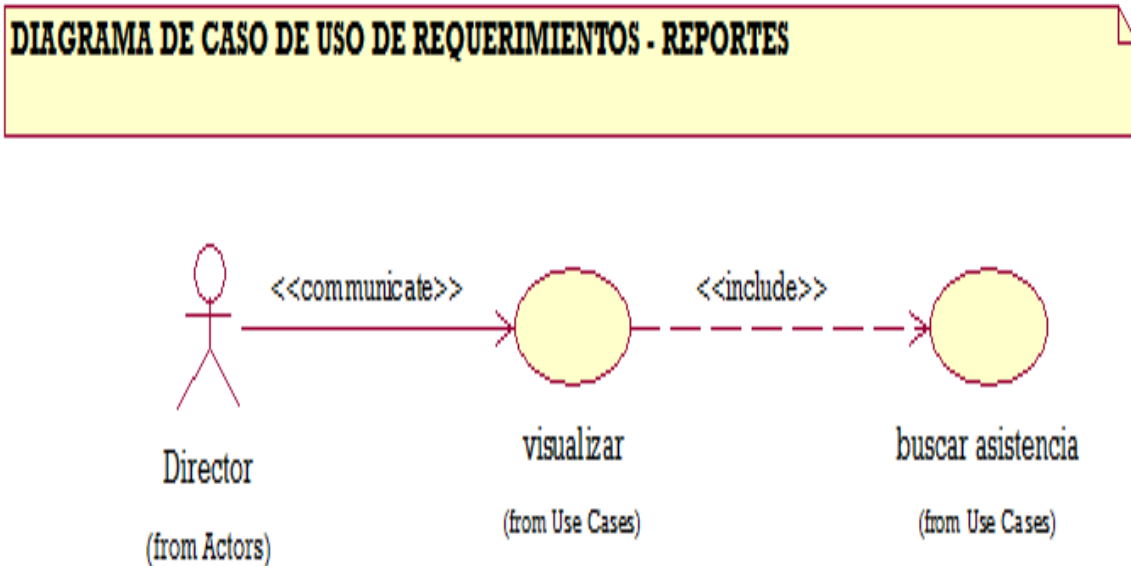 DIAGRAMA DE CASO DE USO DE REQUERIMIENTOS - REPORTES
<<communicate>>
<<include>>
Director
(from Actors)
visualizar
(from Use Cases)
buscar asistencia
(from Use Cases)